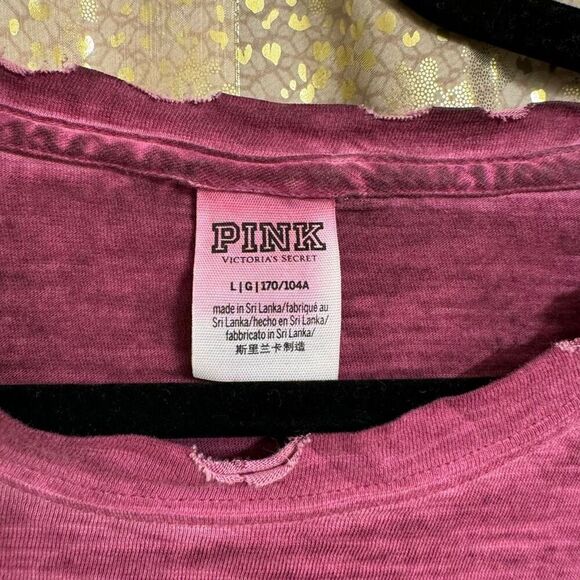 PINK
VICTORIA'S SECRET
L|G|170/104A
made in Sri Lanka/fabriqué au
Sri Lanka/hecho en Sri Lanka/
fabbricato in Sri Lanka/
斯里兰卡制造